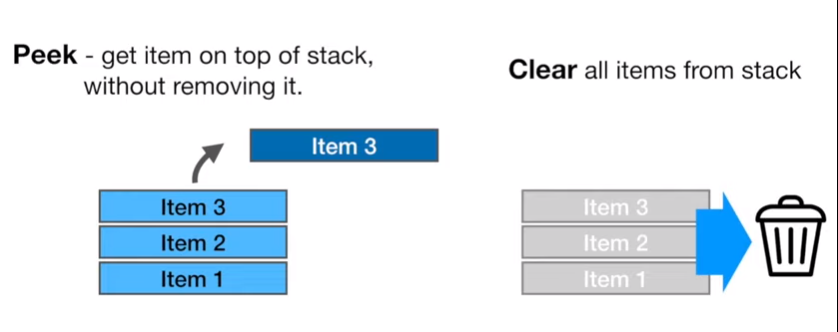 Peek - get item on top of stack,
without removing it.
Item 3
Item 3
Item 2
Item 1
Clear all items from stack
Item 3
Item 2
Item 1